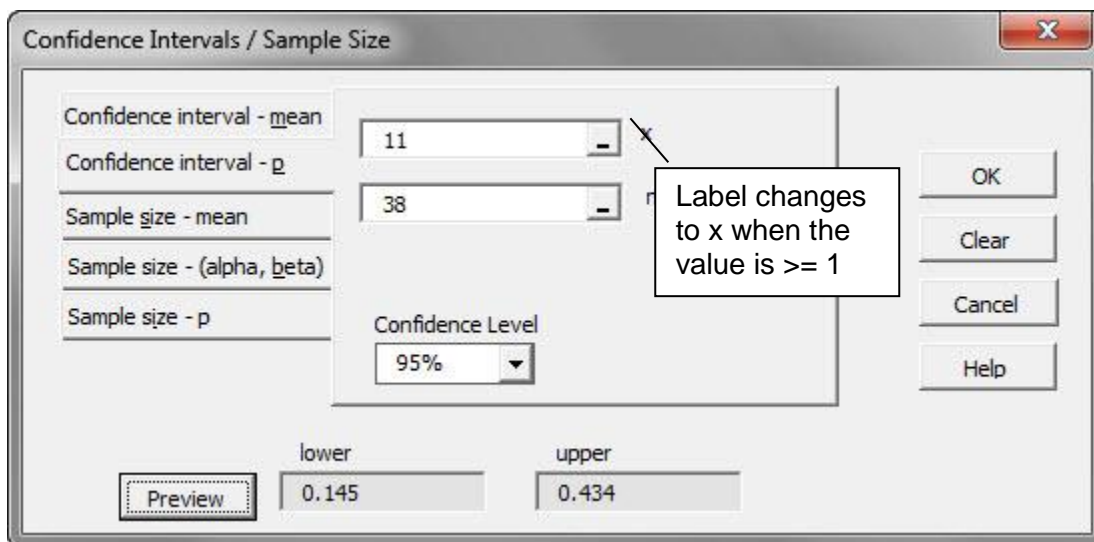 Confidence Intervals / Sample Size
x
Confidence interval - mean
Confidence interval - p
Sample size - mean
Sample size - (alpha, beta)
Sample size - p
11
x
38
Label changes
to x when the
value is >= 1
Confidence Level
95%
OK
Clear
Cancel
Help
Preview
lower
0.145
upper
0.434